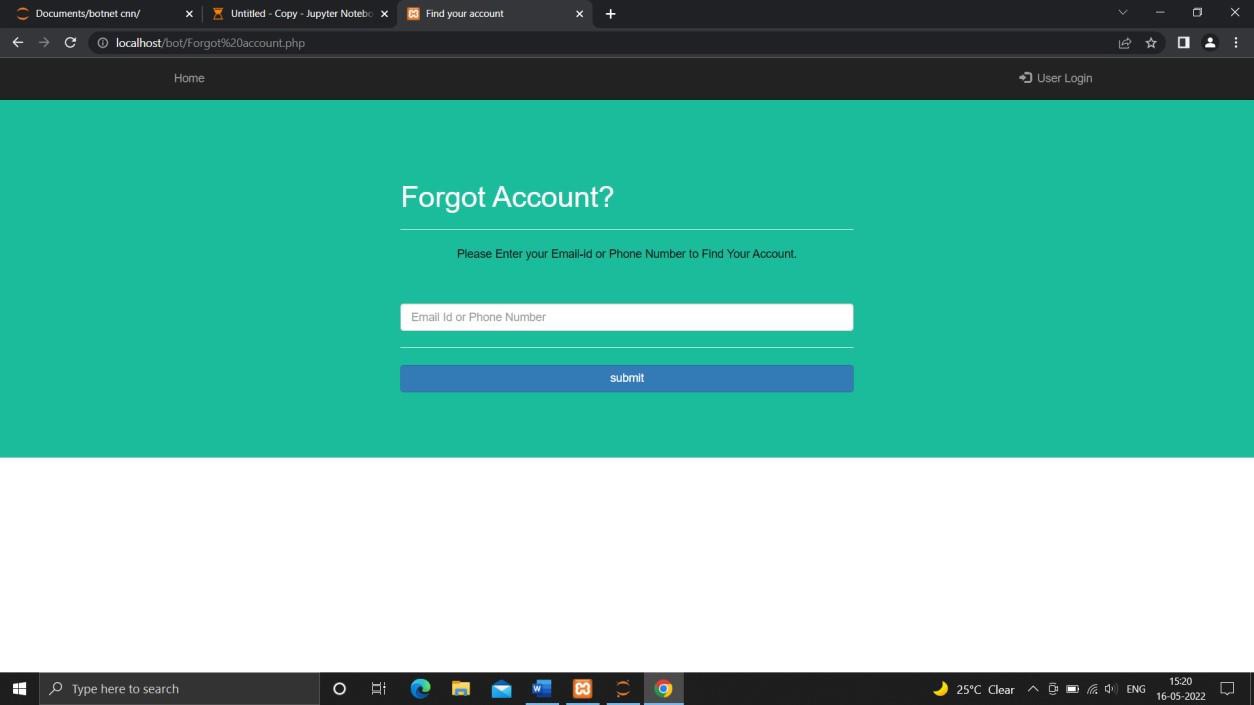 Documents/botnet cnn/
Untitled - Copy - Jupyter Notebo
Find your account
localhost/bot/Forgot%20account.php
Home
User Login
Forgot Account?
Please Enter your Email-id or Phone Number to Find Your Account.
Email Id or Phone Number
submit
Type here to search
25°C Clear
ENG
15:20
16-05-2022